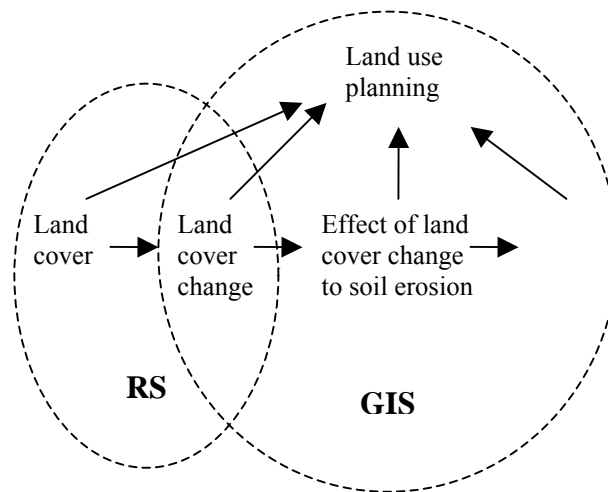 Land use
planning
Land
cover
Land
cover
change
Effect of land
cover change
to soil erosion
RS
GIS